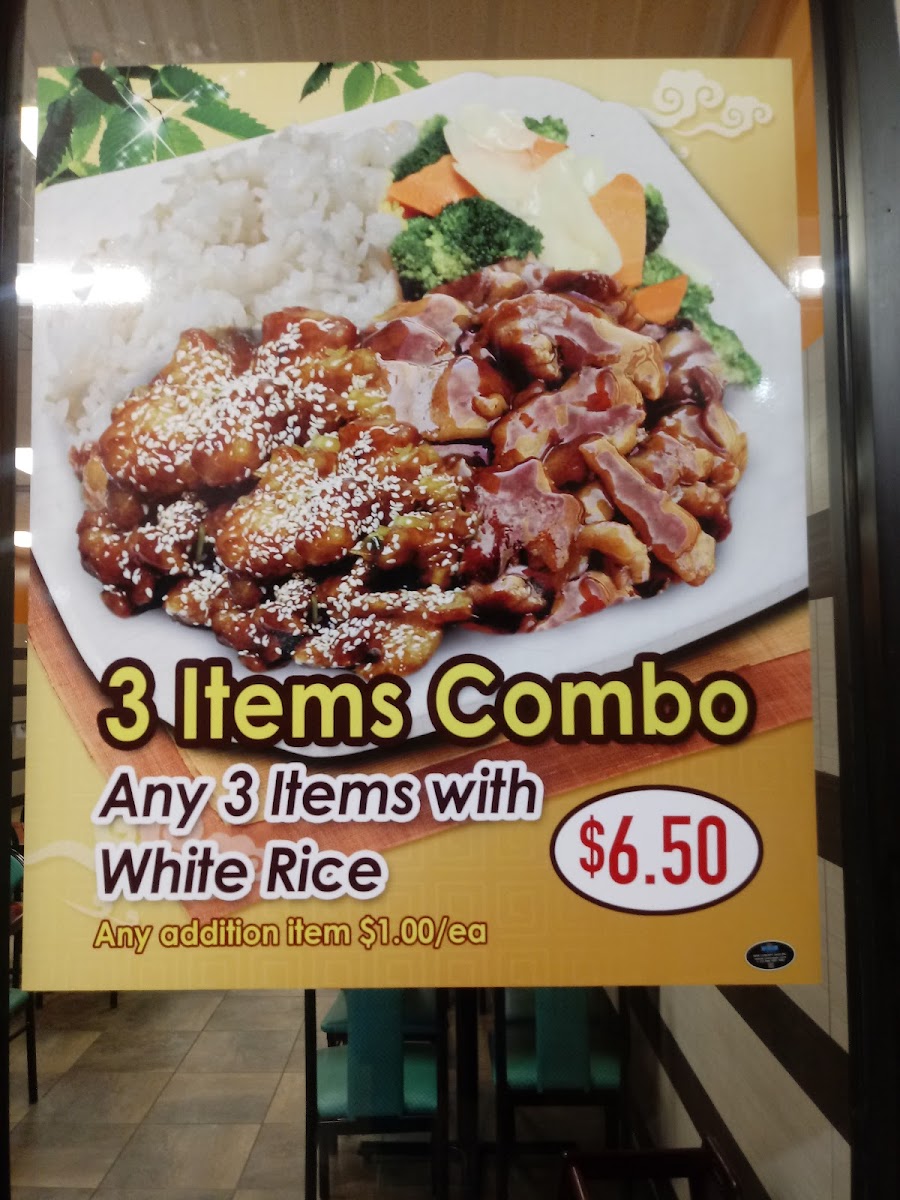 3 Items Combo
Any 3 Items with
White Rice
$6.50
Any addition item $1.00/ea